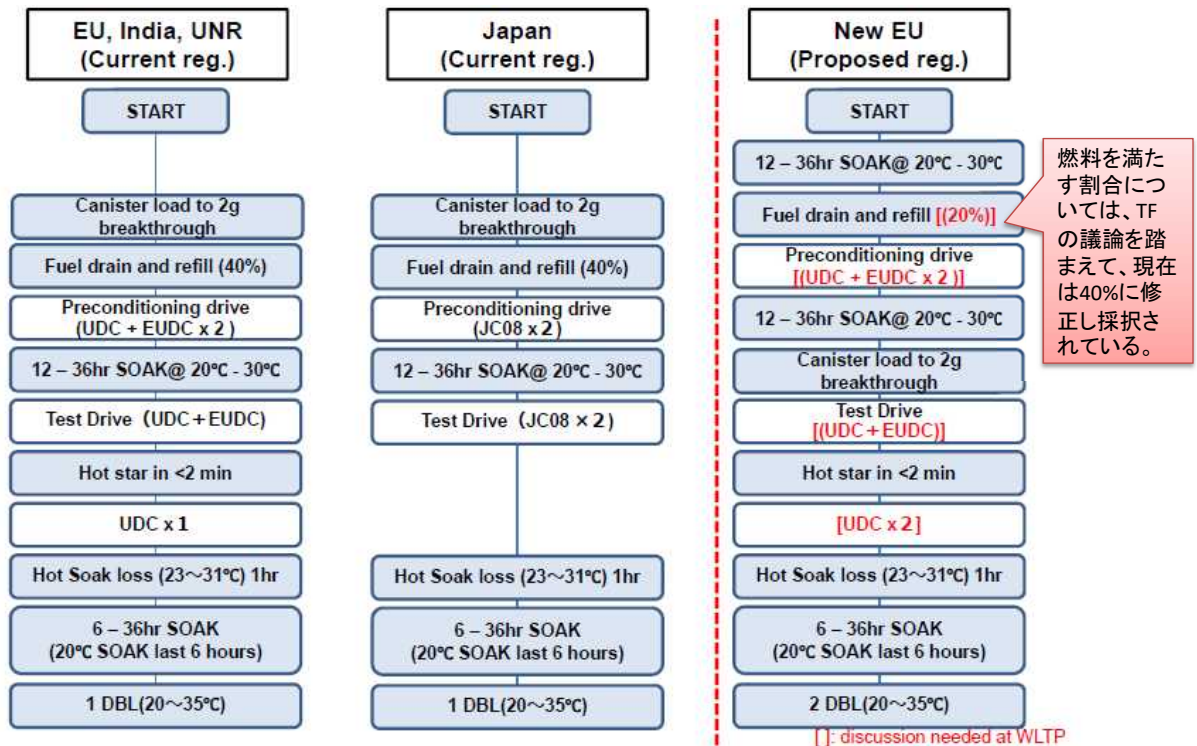 EU, India, UNR
(Current reg.)
START
Canister load to 2g
breakthrough
Fuel drain and refill (40%)
Preconditioning drive
(UDC + EUDC x 2)
12 – 36hr SOAK@ 20℃ - 30℃
Test Drive（UDC＋EUDC)
Hot star in <2 min
UDC x 1
Hot Soak loss (23～31℃) 1hr
6 – 36hr SOAK
(20℃ SOAK last 6 hours)
1 DBL(20～35℃)
Japan
(Current reg.)
START
Canister load to 2g
breakthrough
Fuel drain and refill (40%)
Preconditioning drive
(JC08 x 2)
12 – 36hr SOAK@ 20℃ - 30℃
Test Drive（JC08 × 2）
Hot Soak loss (23～31℃) 1hr
6 – 36hr SOAK
(20℃ SOAK last 6 hours)
1 DBL(20～35℃)
New EU
(Proposed reg.)
START
12 – 36hr SOAK@ 20℃ - 30℃
Fuel drain and refill [(20%)]
Preconditioning drive
[(UDC + EUDC x 2 )]
12 – 36hr SOAK@ 20℃ - 30℃
Canister load to 2g
breakthrough
Test Drive
[(UDC＋EUDC)]
Hot star in <2 min
[UDC x 2]
Hot Soak loss (23～31℃) 1hr
6 – 36hr SOAK
(20℃ SOAK last 6 hours)
2 DBL(20～35℃)
[ ]: discussion needed at WLTP
燃料を満た
す割合につ
いては、TF
の議論を踏
まえて、現在
は40%に修
正し採択さ
れている。